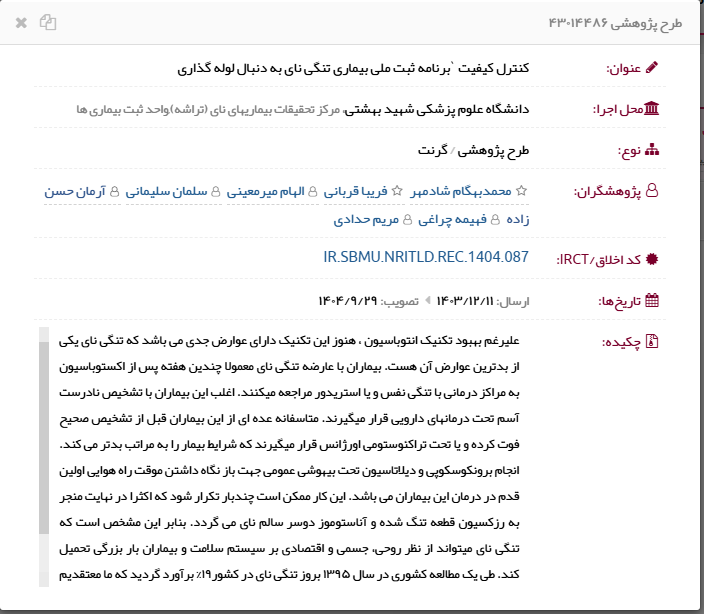 طرح پژوهشی ۴۳۰۱۴۴۸۶
عنوان: کنترل کیفیت `برنامه ثبت ملی بیماری تنگی نای به دنبال لوله گذاری
محل اجرا: دانشگاه علوم پزشکی شهید بهشتی، مرکز تحقیقات بیماریهای نای (تراشه)،واحد ثبت بیماری ها
نوع: طرح پژوهشی / گرنت
پژوهشگران: محمدبهگام شادمهر فریبا قربانی الهام میرمعینی سلمان سلیمانی آرمان حسن
زاده فهیمه چراغی مریم حدادی
کد اخلاق/IRCT: IR.SBMU.NRITLD.REC.1404.087
تاریخ‌ها: ارسال: ۱۴۰۳/۱۲/۱۱ تصویب: ۱۴۰۴/۹/۲۹
چکیده: علیرغم بهبود تکنیک انتوباسیون ، هنوز این تکنیک دارای عوارض جدی می باشد که تنگی نای یکی
از بدترین عوارض آن هست. بیماران با عارضه تنگی نای معمولا چندین هفته پس از اکستوباسیون
به مراکز درمانی با تنگی نفس و یا استریدور مراجعه میکنند. اغلب این بیماران با تشخیص نادرست
آسم تحت درمانهای دارویی قرار میگیرند. متاسفانه عده ای از این بیماران قبل از تشخیص صحیح
فوت کرده و یا تحت تراکئوستومی اورژانس قرار میگیرند که شرایط بیمار را به مراتب بدتر می کند.
انجام برونکوسکوپی و دیلاتاسیون تحت بیهوشی عمومی جهت باز نگاه داشتن موقت راه هوایی اولین
قدم در درمان این بیماران می باشد. این کار ممکن است چندبار تکرار شود که اکثرا در نهایت منجر
به رزکسیون قطعه تنگ شده و آناستوموز دوسر سالم نای می گردد. بنابر این مشخص است که
تنگی نای میتواند از نظر روحی، جسمی و اقتصادی بر سیستم سلامت و بیماران بار بزرگی تحمیل
کند. طی یک مطالعه کشوری در سال ۱۳۹۵ بروز تنگی نای در کشور۱۹٪ برآورد گردید که ما معتقدیم